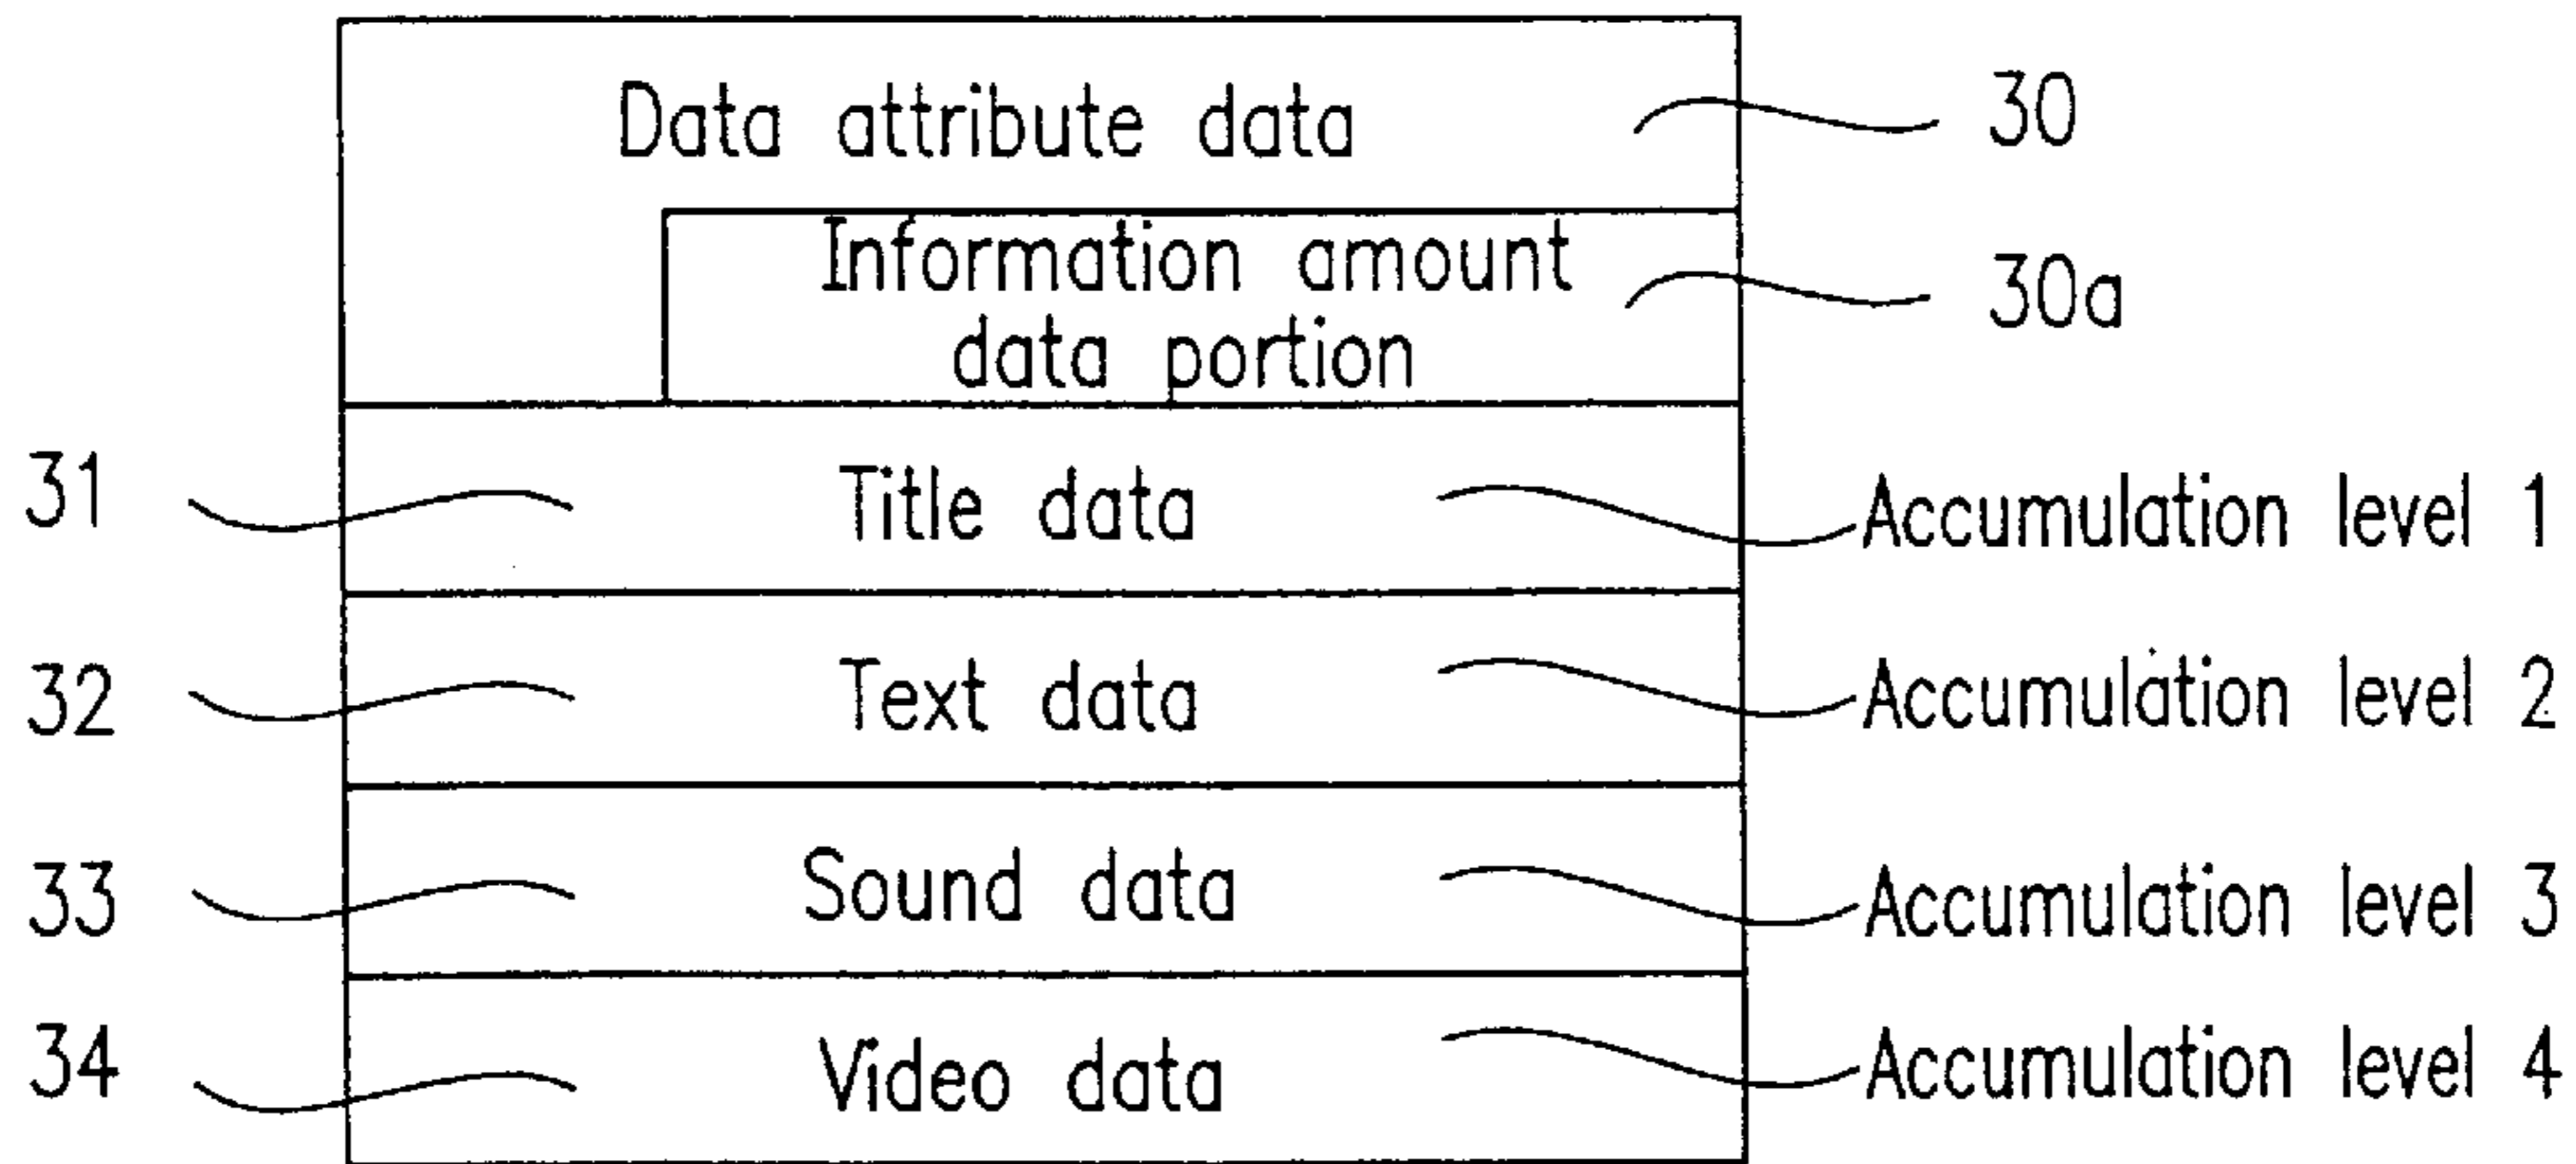 Data attribute data 30
Information amount
data portion 30a
31 Title data Accumulation level 1
32 Text data Accumulation level 2
33 Sound data Accumulation level 3
34 Video data Accumulation level 4